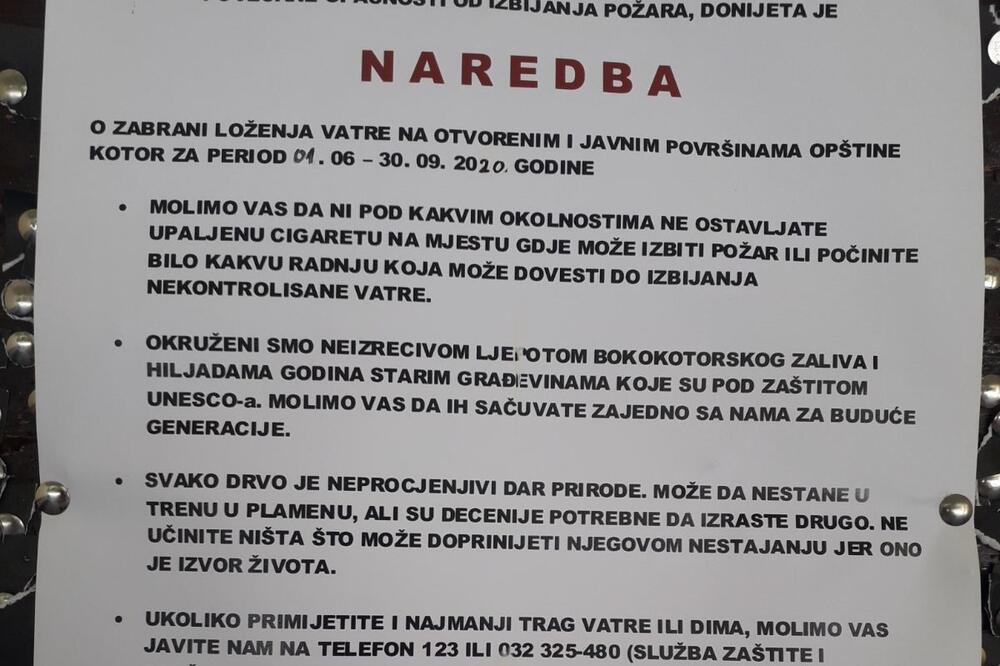 OPASNOSTI OD IZBIJANJA POŽARA, DONIJETA JE
NAREDBA
O ZABRANI LOŽENJA VATRE NA OTVORENIM I JAVNIM POVRŠINAMA OPŠTINE
KOTOR ZA PERIOD 01. 06 – 30. 09. 2020. GODINE
• MOLIMO VAS DA NI POD KAKVIM OKOLNOSTIMA NE OSTAVLJATE
UPALJENU CIGARETU NA MJESTU GDJE MOŽE IZBITI POŽAR ILI POČINITE
BILO KAKVU RADNJU KOJA MOŽE DOVESTI DO IZBIJANJA
NEKONTROLISANE VATRE.
• OKRUŽENI SMO NEIZRECIVOM LJEPOTOM BOKOKOTORSKOG ZALIVA I
HILJADAMA GODINA STARIM GRAĐEVINAMA KOJE SU POD ZAŠTITOM
UNESCO-a. MOLIMO VAS DA IH SAČUVATE ZAJEDNO SA NAMA ZA BUDUĆE
GENERACIJE.
• SVAKO DRVO JE NEPROCJENJIVI DAR PRIRODE. MOŽE DA NESTANE U
TRENU U PLAMENU, ALI SU DECENIJE POTREBNE DA IZRASTE DRUGO. NE
UČINITE NIŠTA ŠTO MOŽE DOPRINIJETI NJEGOVOM NESTAJANJU JER ONO
JE IZVOR ŽIVOTA.
• UKOLIKO PRIMIJETITE I NAJMANJI TRAG VATRE ILI DIMA, MOLIMO VAS
JAVITE NAM NA TELEFON 123 ILI 032 325-480 (SLUŽBA ZAŠTITE I